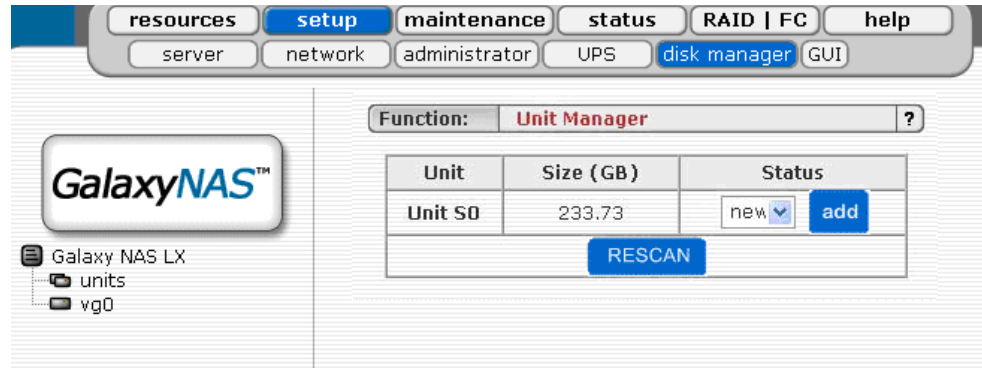 resources setup maintenance status RAID | FC help
server network administrator UPS disk manager GUI
Function: Unit Manager ?
GalaxyNAS™
Galaxy NAS LX
units
vg0
Unit Size (GB) Status
Unit S0 233.73 new add
RESCAN